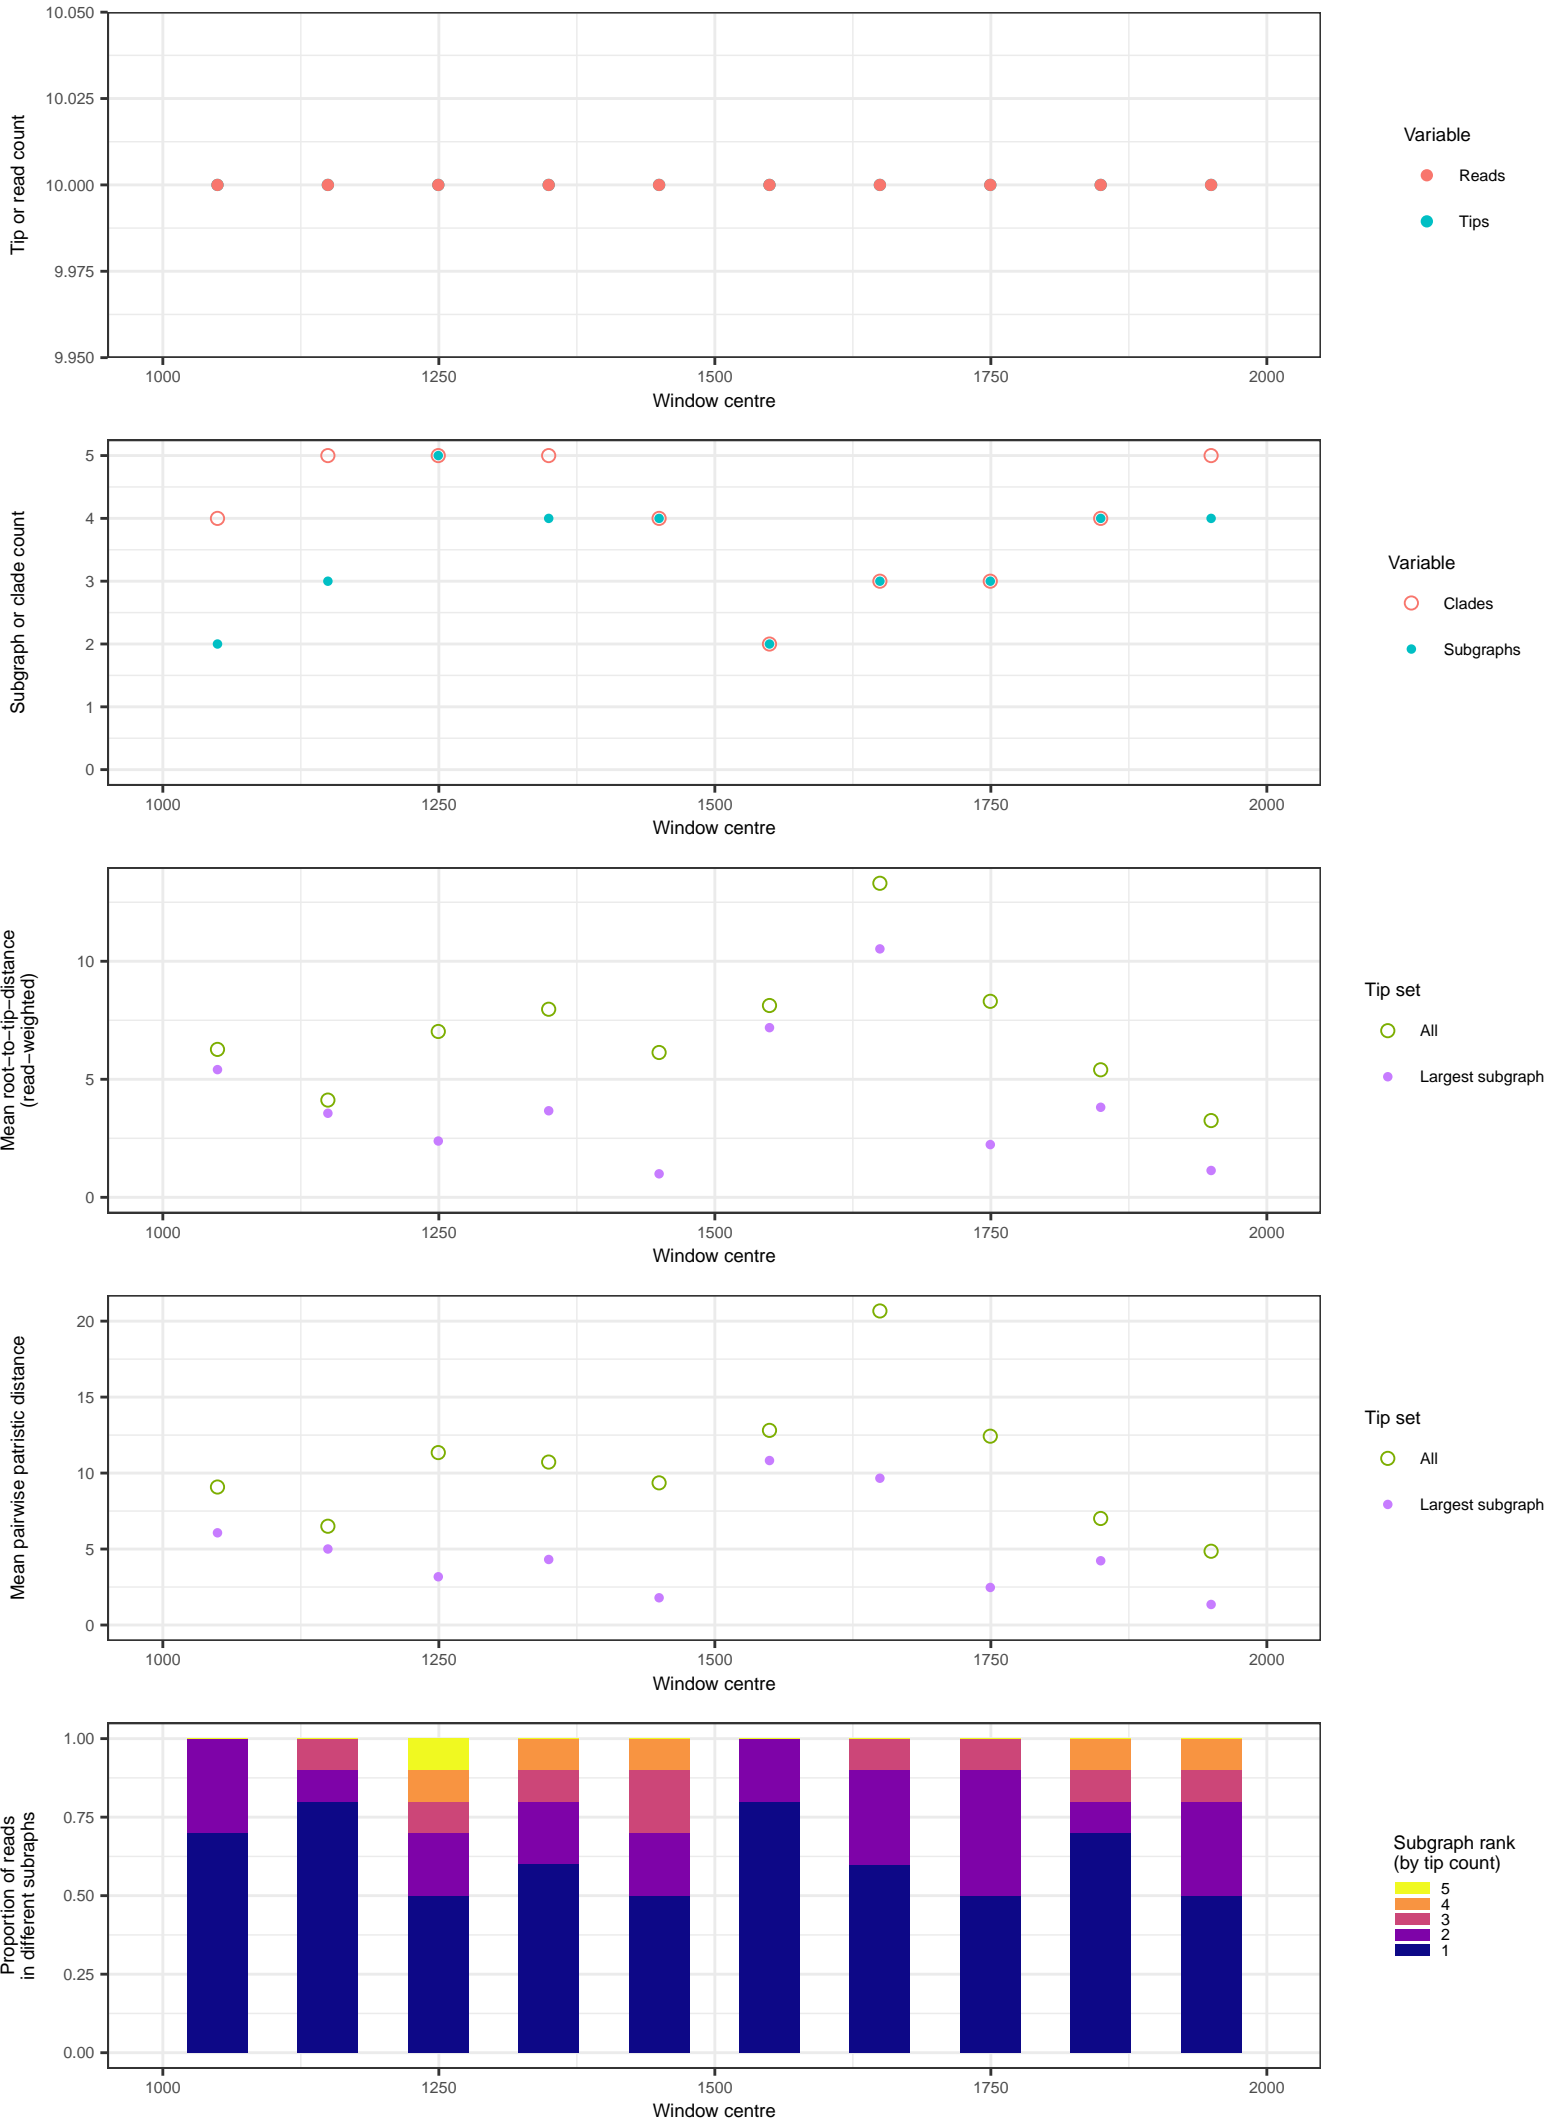 10.050
10.025
10.000
9.975
9.950
Tip or read count
1000 1250 1500 1750 2000
Window centre
Variable
Reads
Tips
5
4
3
2
1
0
Subgraph or clade count
1000 1250 1500 1750 2000
Window centre
Variable
Clades
Subgraphs
10
5
0
Mean root−to−tip−distance
(read−weighted)
1000 1250 1500 1750 2000
Window centre
Tip set
All
Largest subgraph
20
15
10
5
0
Mean pairwise patristic distance
1000 1250 1500 1750 2000
Window centre
Tip set
All
Largest subgraph
1.00
0.75
0.50
0.25
0.00
Proportion of reads
in different subraphs
1000 1250 1500 1750 2000
Window centre
Subgraph rank
(by tip count)
5
4
3
2
1